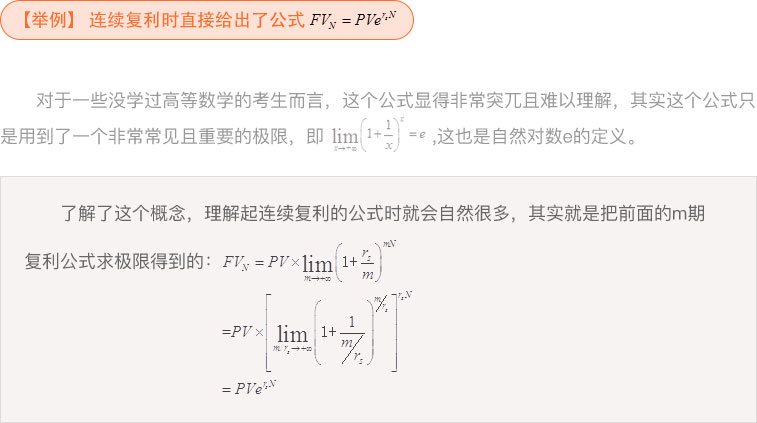 【举例】 连续复利时直接给出了公式 $FV_N = PVe^{r_s N}$
对于一些没学过高等数学的考生而言，这个公式显得非常突兀且难以理解，其实这个公式只
是用到了一个非常常见且重要的极限，即 $\lim_{x \to +\infty} \left(1+\frac{1}{x}\right)^x = e$ ,这也是自然对数e的定义。
了解了这个概念，理解起连续复利的公式时就会自然很多，其实就是把前面的m期
复利公式求极限得到的： $FV_N = PV \times \lim_{m \to +\infty} \left(1+\frac{r_s}{m}\right)^{mN}$
$= PV \times \left[ \lim_{m/r_s \to +\infty} \left(1+\frac{1}{m/r_s}\right)^{m/r_s} \right]^{r_s N}$
$= PVe^{r_s N}$